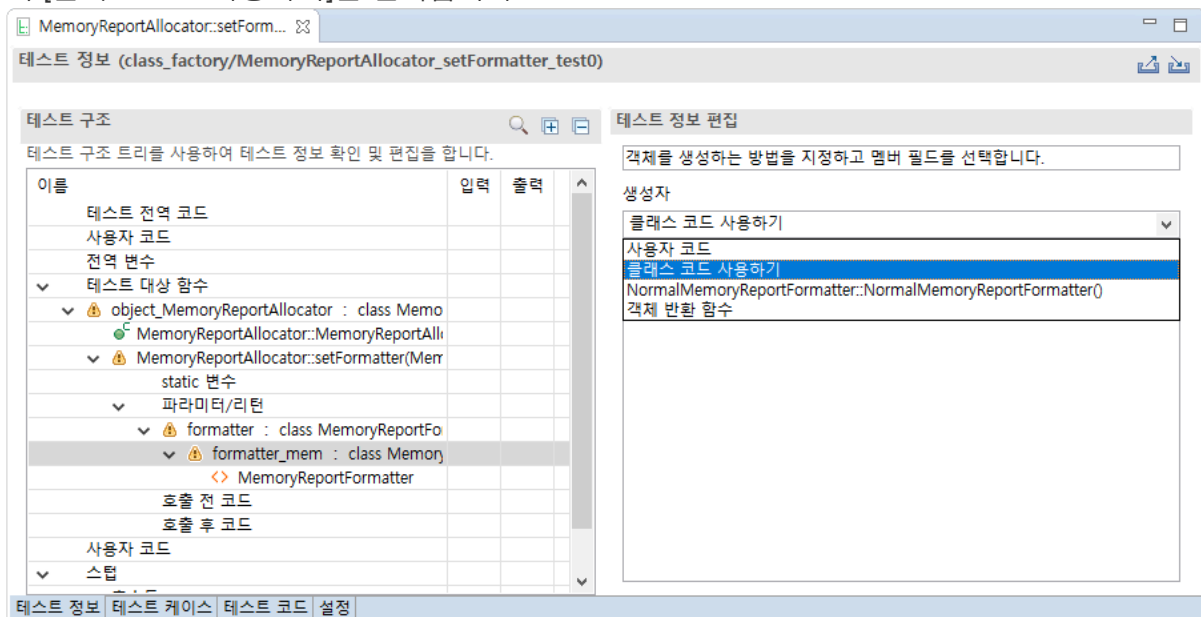 MemoryReportAllocator::setForm...
테스트 정보 (class_factory/MemoryReportAllocator_setFormatter_test0)
테스트 구조
테스트 구조 트리를 사용하여 테스트 정보 확인 및 편집을 합니다.
이름 입력 출력
테스트 전역 코드
사용자 코드
전역 변수
테스트 대상 함수
object_MemoryReportAllocator : class Memo
MemoryReportAllocator::MemoryReportAllo
MemoryReportAllocator::setFormatter(Mem
static 변수
파라미터/리턴
formatter : class MemoryReportFo
formatter_mem : class Memory
<> MemoryReportFormatter
호출 전 코드
호출 후 코드
사용자 코드
스텁
테스트 정보 편집
객체를 생성하는 방법을 지정하고 멤버 필드를 선택합니다.
생성자
클래스 코드 사용하기
사용자 코드
클래스 코드 사용하기
NormalMemoryReportFormatter::NormalMemoryReportFormatter()
객체 반환 함수
테스트 정보 테스트 케이스 테스트 코드 설정